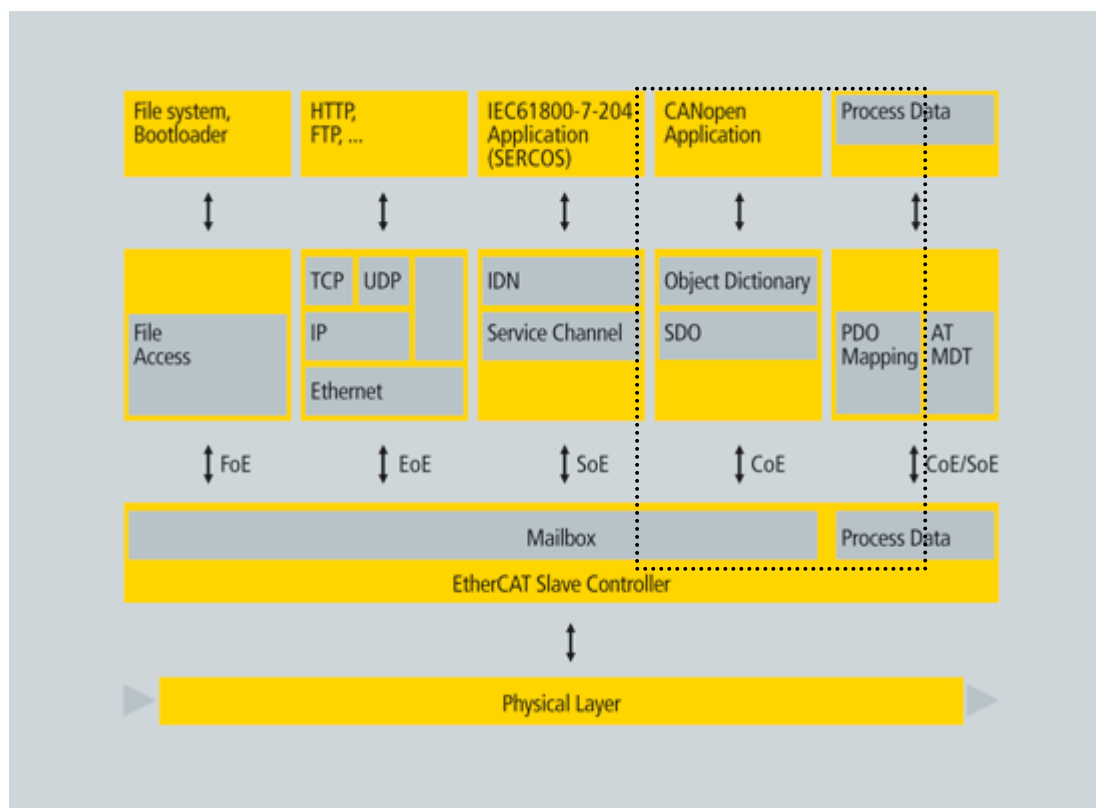 File system,
Bootloader
HTTP,
FTP, ...
IEC61800-7-204
Application
(SERCOS)
CANopen
Application
Process Data
File
Access
TCP
UDP
IP
Ethernet
IDN
Service Channel
Object Dictionary
SDO
PDO
Mapping
AT
MDT
FoE
EoE
SoE
CoE
CoE/SoE
Mailbox
Process Data
EtherCAT Slave Controller
Physical Layer